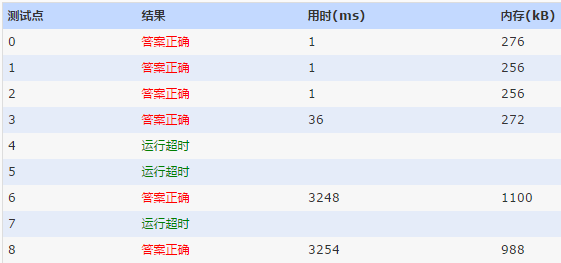 测试点 结果 用时(ms) 内存(kB)
0 答案正确 1 276
1 答案正确 1 256
2 答案正确 1 256
3 答案正确 36 272
4 运行超时
5 运行超时
6 答案正确 3248 1100
7 运行超时
8 答案正确 3254 988